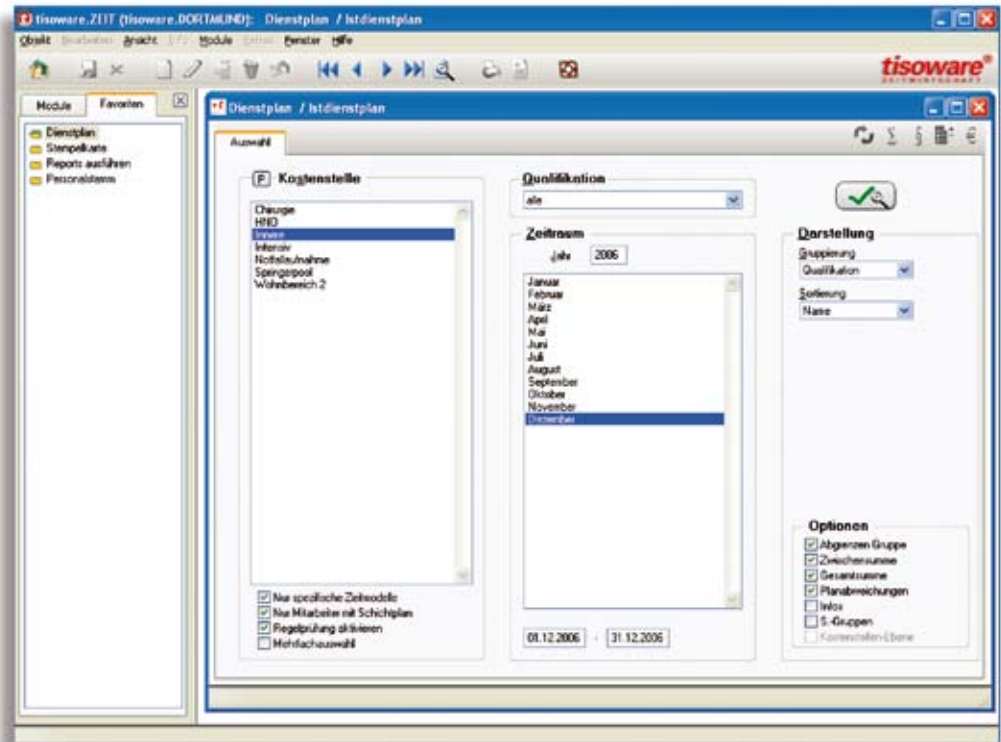 tisoware.ZEIT (tisoware.DORTMUND): Dienstplan / Istdienstplan
Objekt Bearbeiten Ansicht Info Module Extras Fenster Hilfe
tisoware
ZEITWIRTSCHAFT
Module Favoriten
Dienstplan
Stempelkarte
Reports ausführen
Personalstamm
Dienstplan / Istdienstplan
Auswahl
P Kostenstelle
Chirurgie
HNO
Innere
Intensiv
Notfallaufnahme
Springerpool
Wohnbereich 2
Nur spezifische Zeitmodelle
Nur Mitarbeiter mit Schichtplan
Regelprüfung aktivieren
Mehrfachauswahl
Qualifikation
alle
Zeitraum
Jahr 2006
Januar
Februar
März
April
Mai
Juni
Juli
August
September
Oktober
November
Dezember
01.12.2006 - 31.12.2006
Darstellung
Gruppierung
Qualifikation
Sortierung
Name
Optionen
Abgrenzen Gruppe
Zwischensumme
Gesamtsumme
Planabweichungen
Infos
S.-Gruppen
Kostenstellen-Ebene